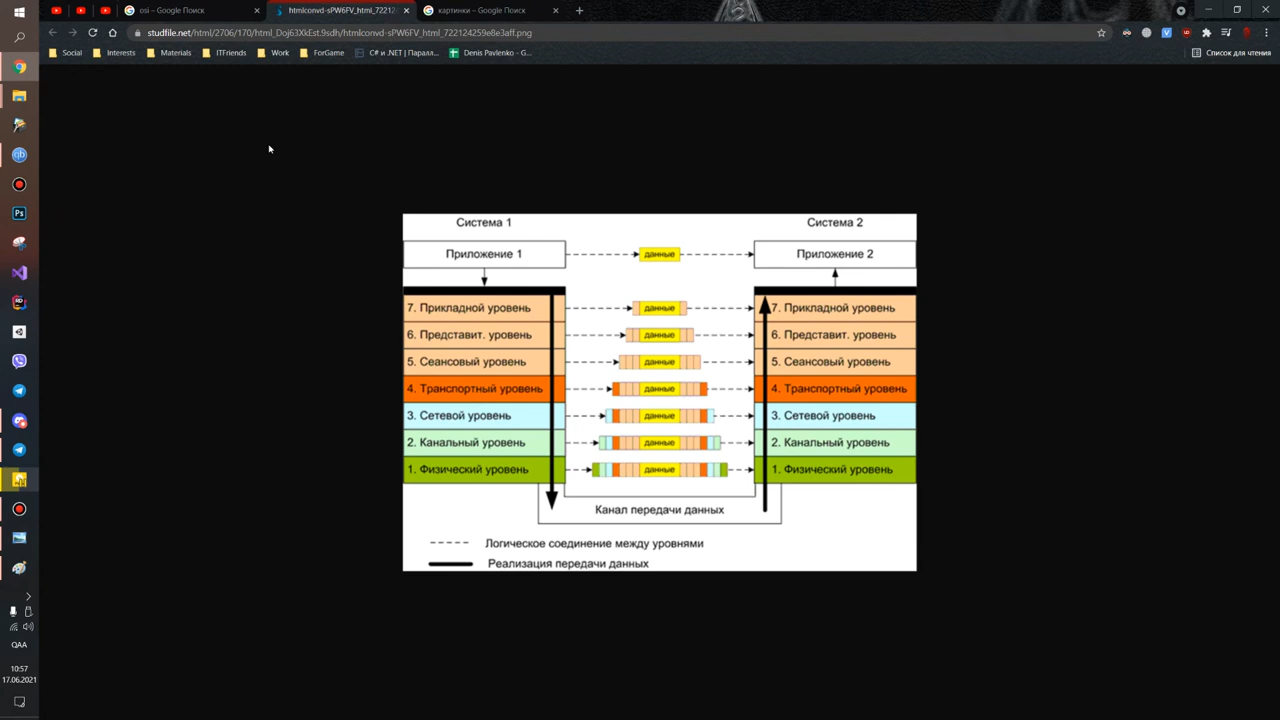 osi – Google Поиск
htmlconvd-sPW6FV_html_72212
картинки – Google Поиск
studfile.net/html/2706/170/html_Doj63XkEst.9sdh/htmlconvd-sPW6FV_html_722124259e8e3aff.png
Social
Interests
Materials
ITFriends
Work
ForGame
C# и .NET | Паралл...
Denis Pavlenko – G...
Список для чтения
Система 1
Система 2
Приложение 1
данные
Приложение 2
7. Прикладной уровень
данные
7. Прикладной уровень
6. Представит. уровень
данные
6. Представит. уровень
5. Сеансовый уровень
данные
5. Сеансовый уровень
4. Транспортный уровень
данные
4. Транспортный уровень
3. Сетевой уровень
данные
3. Сетевой уровень
2. Канальный уровень
данные
2. Канальный уровень
1. Физический уровень
данные
1. Физический уровень
Канал передачи данных
Логическое соединение между уровнями
Реализация передачи данных
qb
Ps
QAA
10:57
17.06.2021